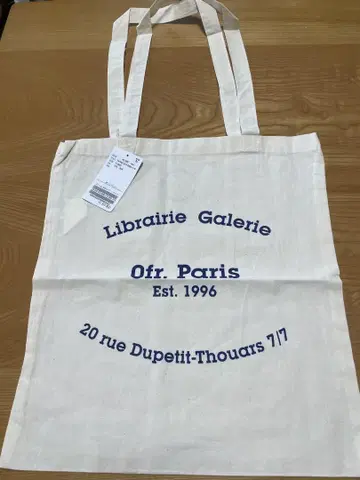 Librairie Galerie
Ofr. Paris
Est. 1996
20 rue Dupetit-Thouars 7/7